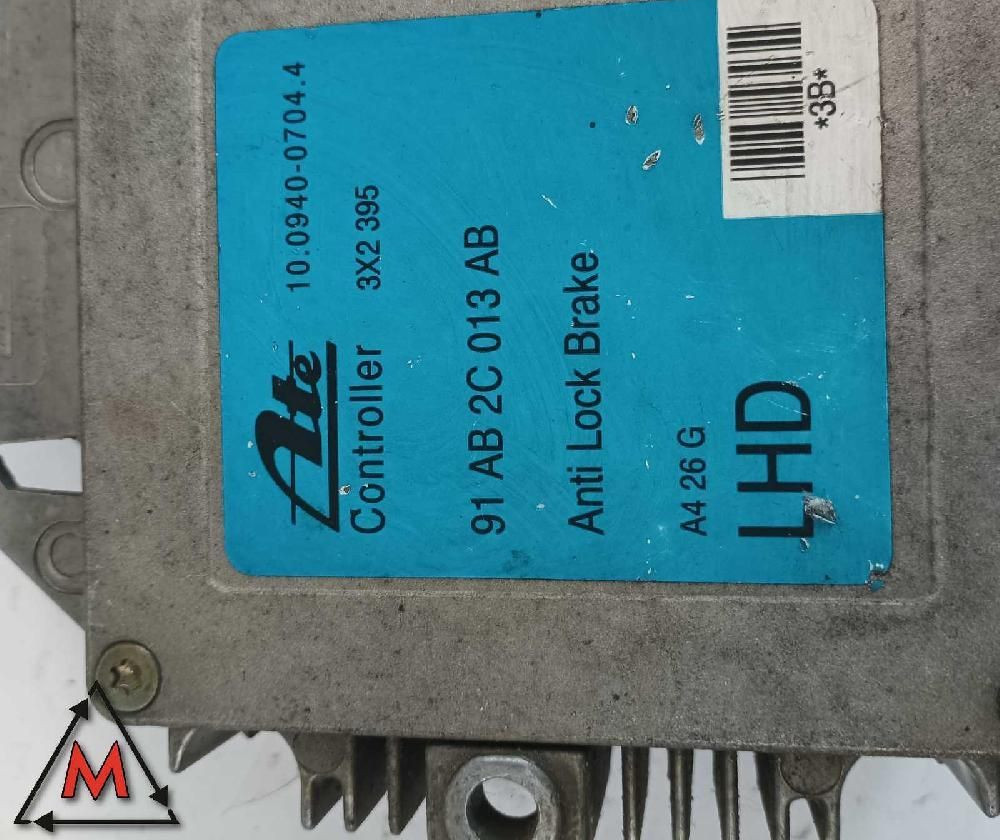 Ate 10.0940-0704.4
Controller 3X2 395
91 AB 2C 013 AB
Anti Lock Brake
A4 26 G
LHD
*3B*
M